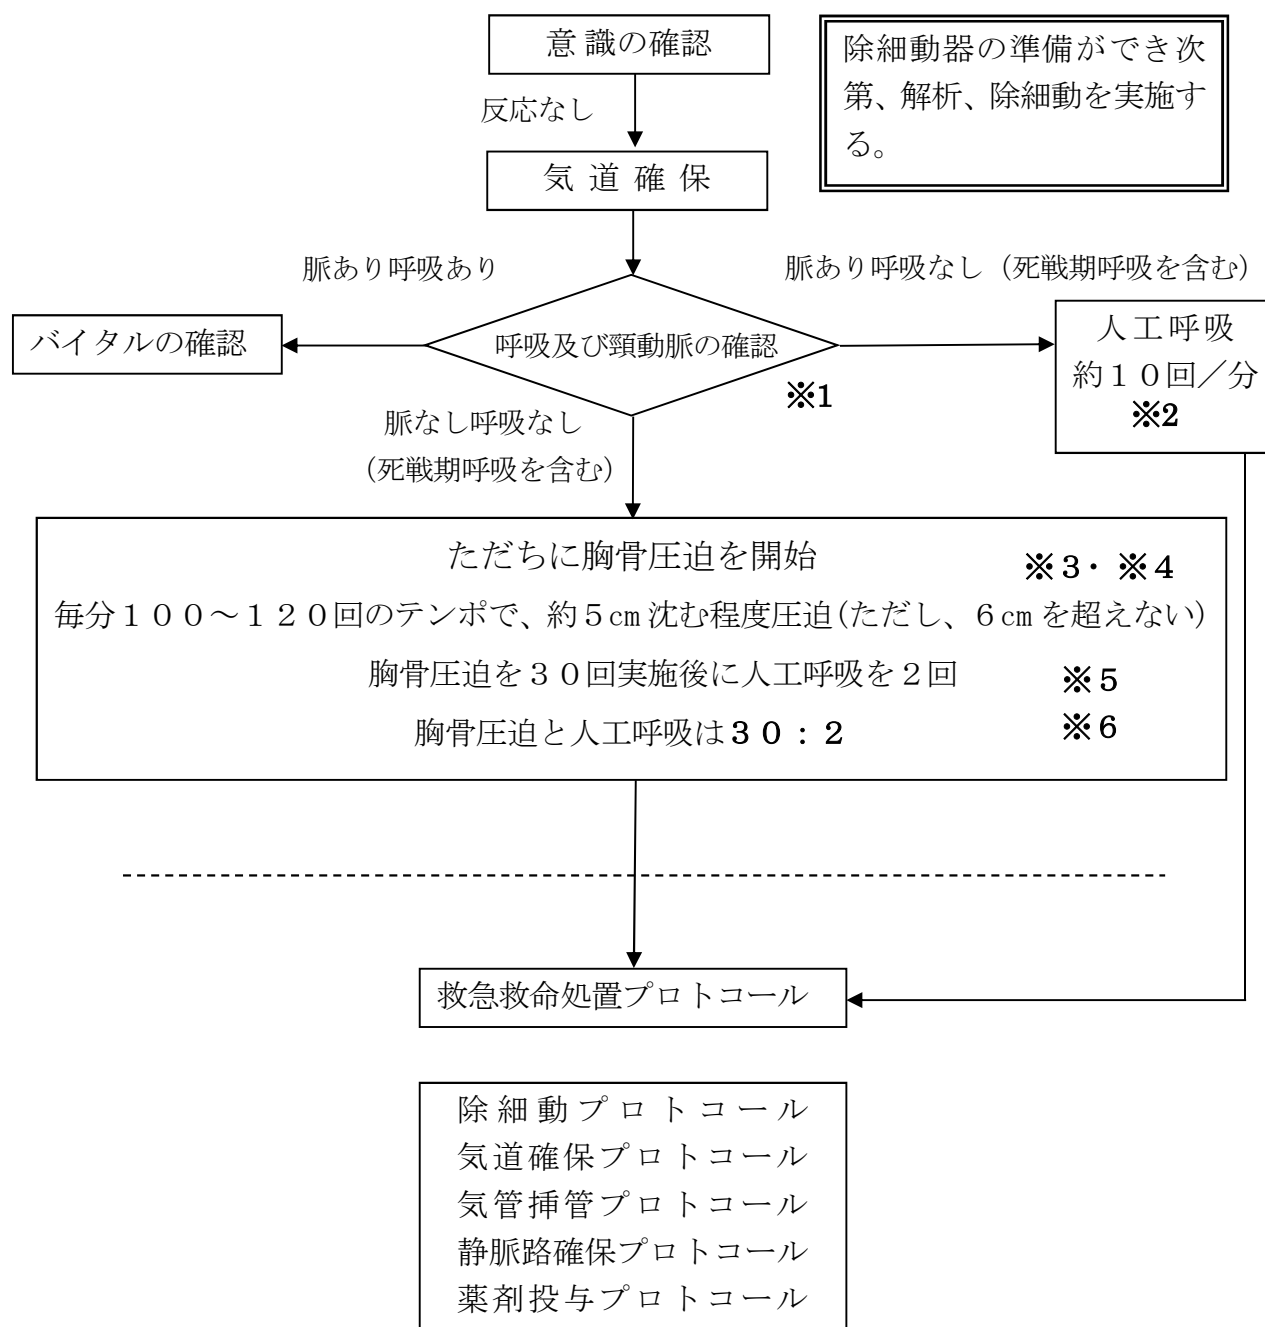 意識の確認
除細動器の準備ができ次
第、解析、除細動を実施す
る。
反応なし
気道確保
脈あり呼吸あり
脈あり呼吸なし（死戦期呼吸を含む）
バイタルの確認
呼吸及び頸動脈の確認
※1
人工呼吸
約１０回／分
※2
脈なし呼吸なし
（死戦期呼吸を含む）
ただちに胸骨圧迫を開始 ※３・※４
毎分１００～１２０回のテンポで、約５㎝沈む程度圧迫（ただし、６㎝を超えない）
胸骨圧迫を３０回実施後に人工呼吸を２回 ※５
胸骨圧迫と人工呼吸は３０：２ ※６
救急救命処置プロトコール
除細動プロトコール
気道確保プロトコール
気管挿管プロトコール
静脈路確保プロトコール
薬剤投与プロトコール